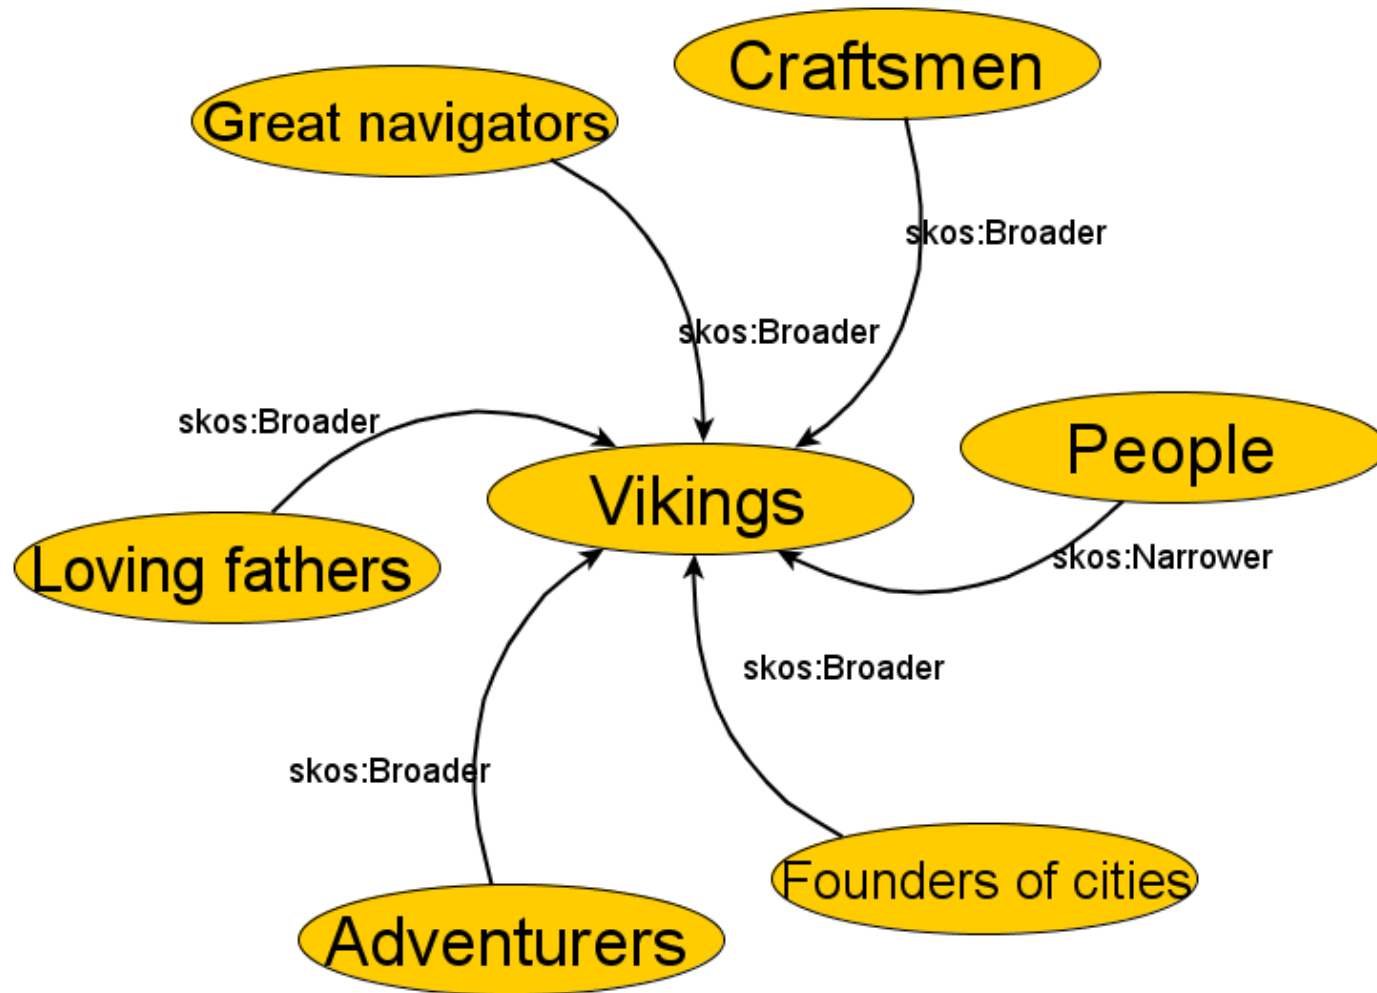 Craftsmen
Great navigators
skos:Broader
skos:Broader
skos:Broader
People
Vikings
skos:Narrower
Loving fathers
skos:Broader
skos:Broader
Founders of cities
Adventurers